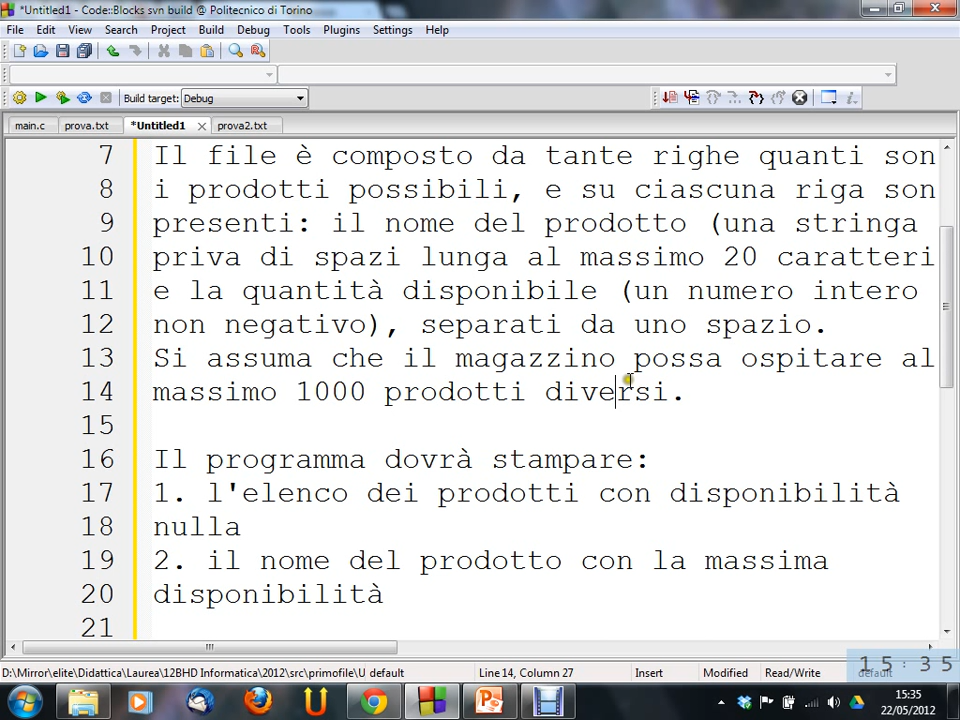 *Untitled1 - Code::Blocks svn build @ Politecnico di Torino
File Edit View Search Project Build Debug Tools Plugins Settings Help
Build target: Debug
main.c prova.txt *Untitled1 prova2.txt
7 Il file è composto da tante righe quanti son
8 i prodotti possibili, e su ciascuna riga son
9 presenti: il nome del prodotto (una stringa
10 priva di spazi lunga al massimo 20 caratteri
11 e la quantità disponibile (un numero intero
12 non negativo), separati da uno spazio.
13 Si assuma che il magazzino possa ospitare al
14 massimo 1000 prodotti diversi.
15
16 Il programma dovrà stampare:
17 1. l'elenco dei prodotti con disponibilità
18 nulla
19 2. il nome del prodotto con la massima
20 disponibilità
21
D:\Mirror\elite\Didattica\Laurea\12BHD Informatica\2012\src\primofile\U default Line 14, Column 27 Insert Modified Read/Write default
15:35
15:35
22/05/2012